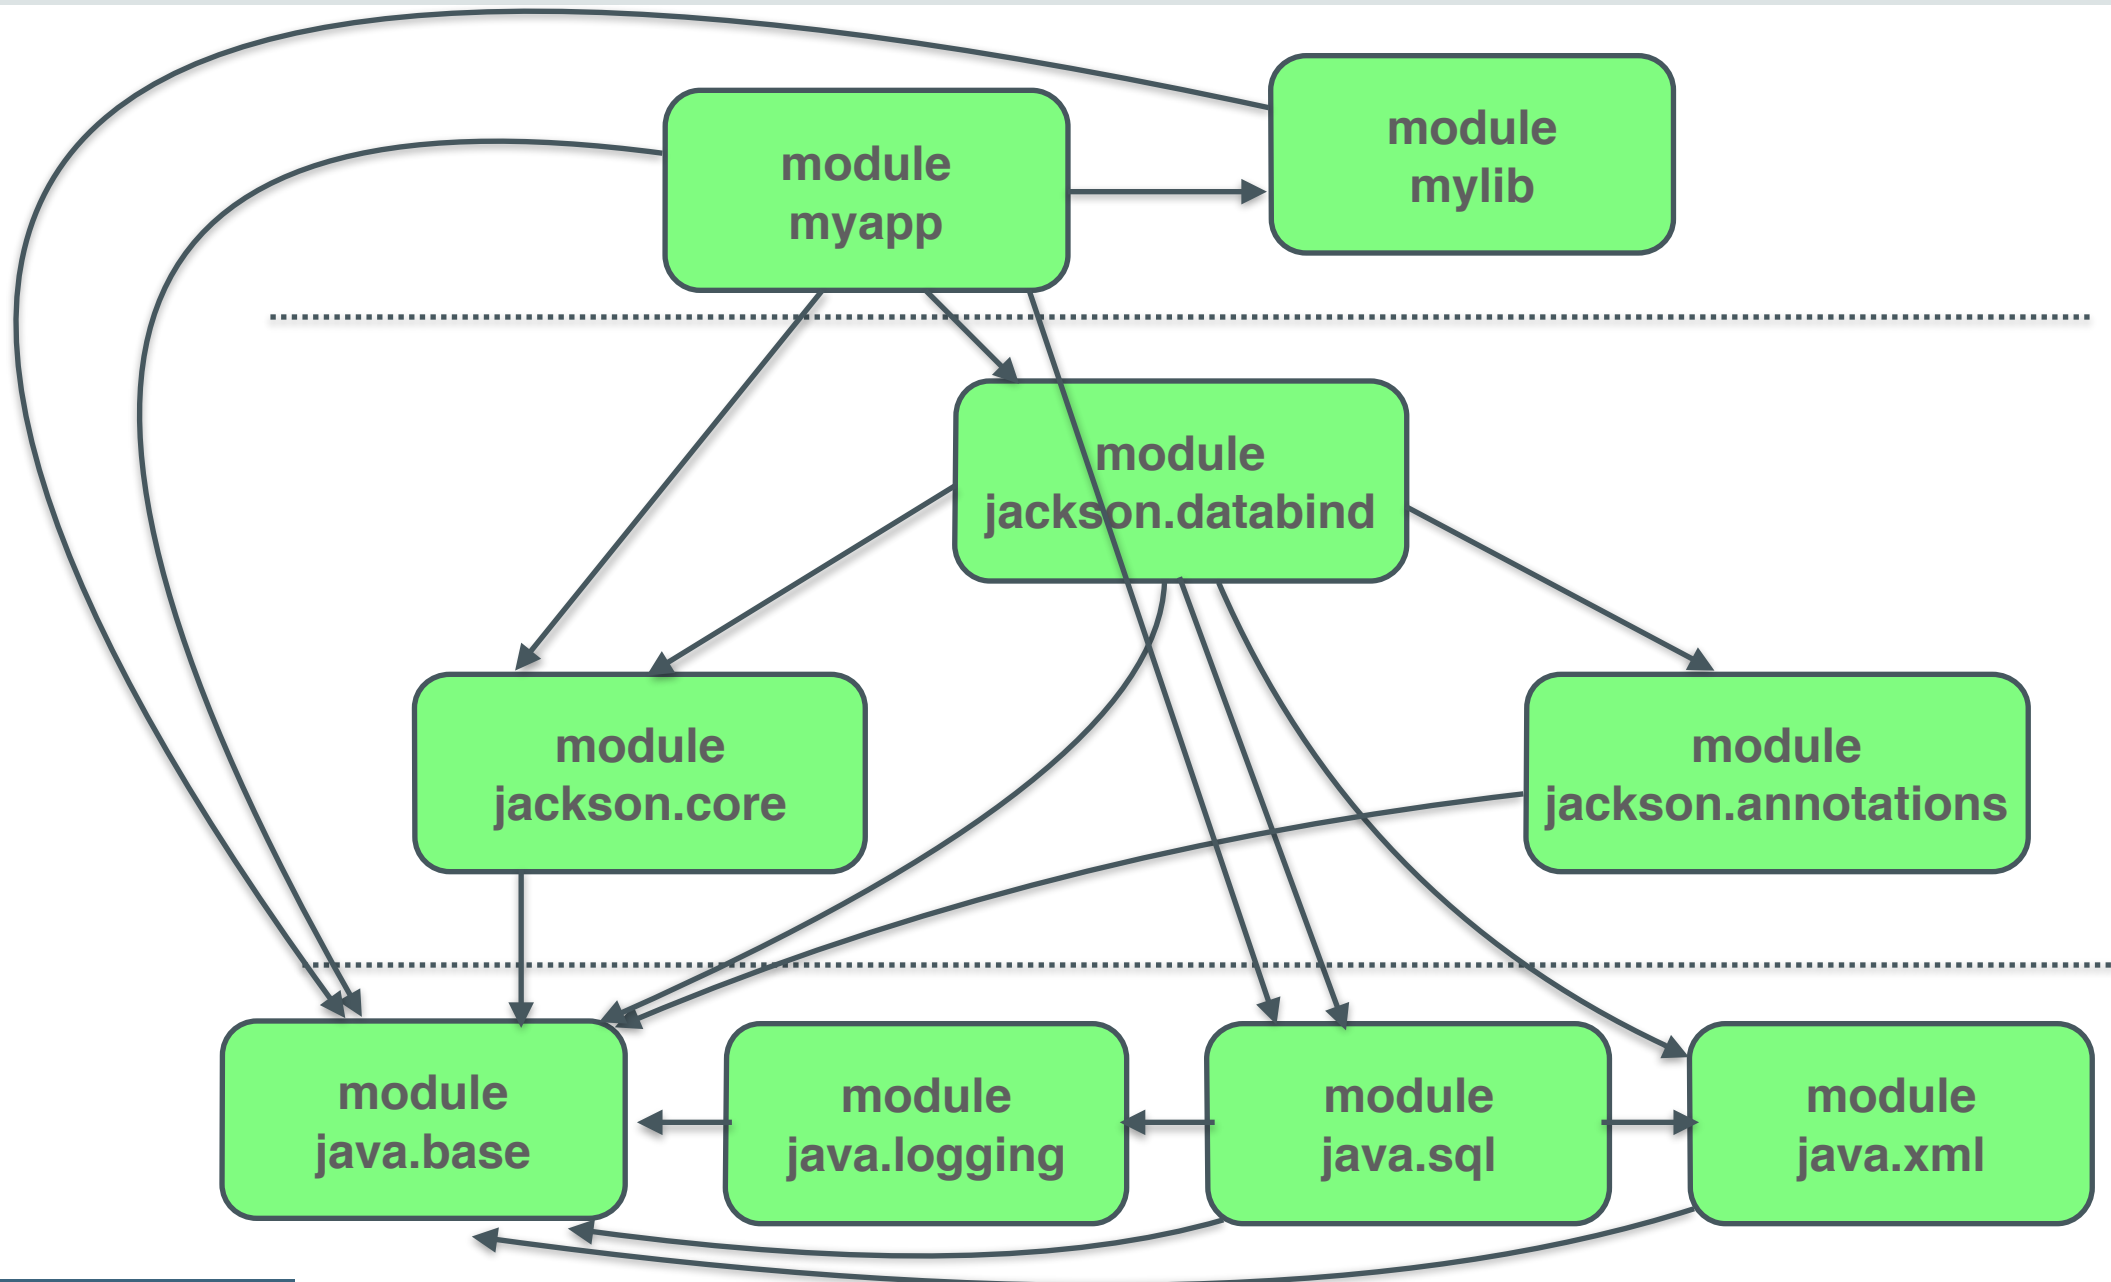 module
myapp
module
mylib
module
jackson.databind
module
jackson.core
module
jackson.annotations
module
java.base
module
java.logging
module
java.sql
module
java.xml